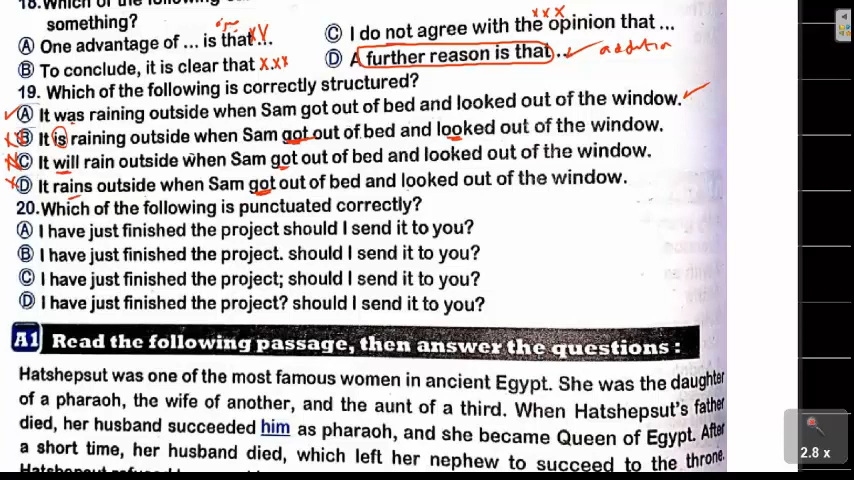 18. Which of the following
something?
Ⓐ One advantage of ... is that ...
Ⓒ I do not agree with the opinion that ...
Ⓑ To conclude, it is clear that
Ⓓ A further reason is that ... addition
19. Which of the following is correctly structured?
Ⓐ It was raining outside when Sam got out of bed and looked out of the window.
Ⓑ It is raining outside when Sam got out of bed and looked out of the window.
Ⓒ It will rain outside when Sam got out of bed and looked out of the window.
Ⓓ It rains outside when Sam got out of bed and looked out of the window.
20. Which of the following is punctuated correctly?
Ⓐ I have just finished the project should I send it to you?
Ⓑ I have just finished the project. should I send it to you?
Ⓒ I have just finished the project; should I send it to you?
Ⓓ I have just finished the project? should I send it to you?
A1 Read the following passage, then answer the questions :
Hatshepsut was one of the most famous women in ancient Egypt. She was the daughter
of a pharaoh, the wife of another, and the aunt of a third. When Hatshepsut's father
died, her husband succeeded him as pharaoh, and she became Queen of Egypt. After
a short time, her husband died, which left her nephew to succeed to the throne.
2.8 x